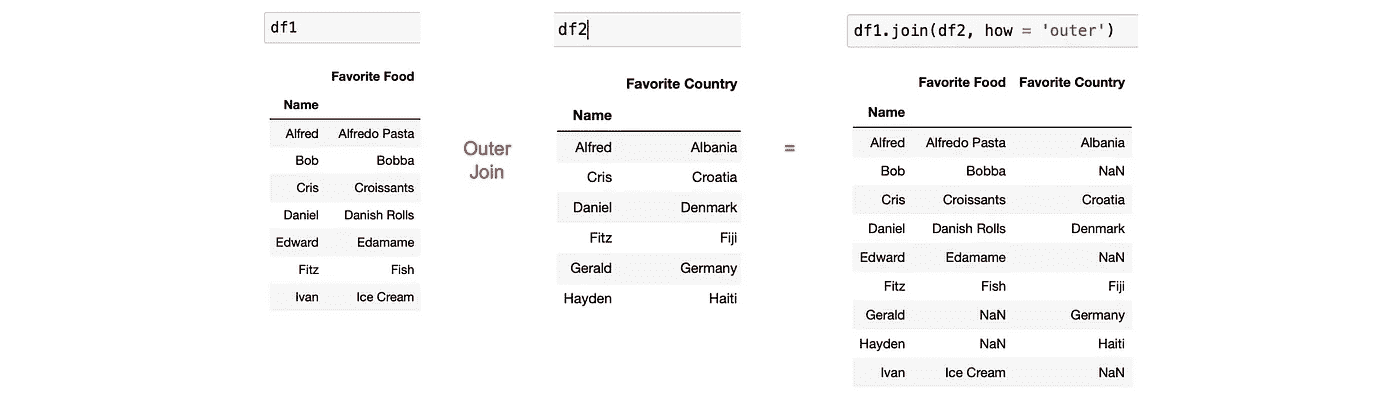 df1
Favorite Food
Name
Alfred Alfredo Pasta
Bob Bobba
Cris Croissants
Daniel Danish Rolls
Edward Edamame
Fitz Fish
Ivan Ice Cream
Outer
Join
df2
Favorite Country
Name
Alfred Albania
Cris Croatia
Daniel Denmark
Fitz Fiji
Gerald Germany
Hayden Haiti
=
df1.join(df2, how = 'outer')
Favorite Food Favorite Country
Name
Alfred Alfredo Pasta Albania
Bob Bobba NaN
Cris Croissants Croatia
Daniel Danish Rolls Denmark
Edward Edamame NaN
Fitz Fish Fiji
Gerald NaN Germany
Hayden NaN Haiti
Ivan Ice Cream NaN